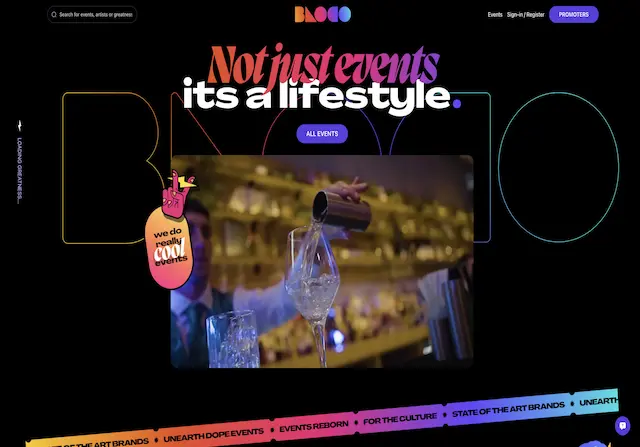 Search for events, artists or greatness
Events
Sign-in / Register
PROMOTERS
Not just events
its a lifestyle.
ALL EVENTS
LOADING GREATNESS...
we do
really
cool
events
OF THE ART BRANDS • UNEARTH DOPE EVENTS • EVENTS REBORN • FOR THE CULTURE • STATE OF THE ART BRANDS • UNEARTH